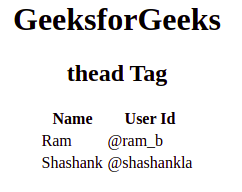 GeeksforGeeks
thead Tag
Name User Id
Ram @ram_b
Shashank @shashankla